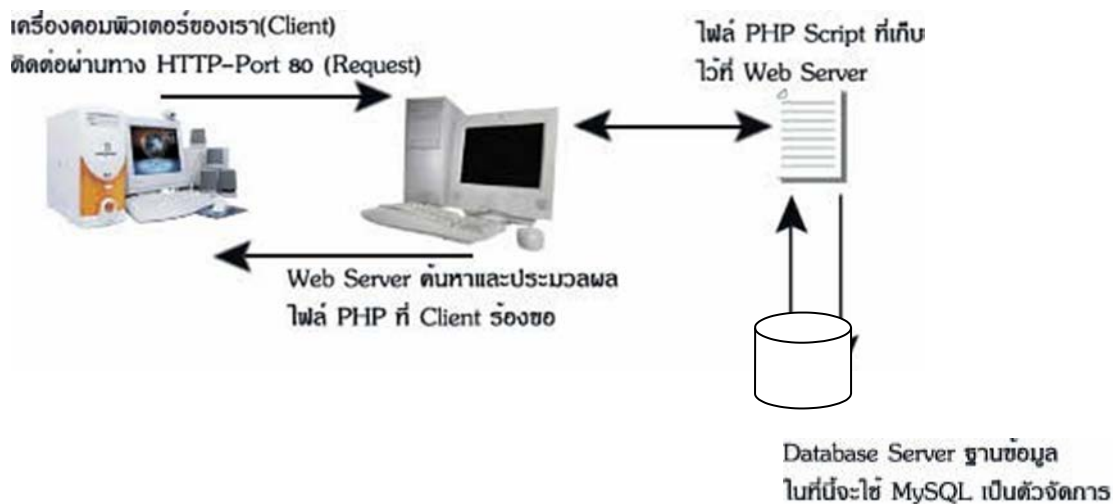 เครื่องคอมพิวเตอร์ของเรา(Client)
ติดต่อผ่านทาง HTTP-Port 80 (Request)
ไฟล์ PHP Script ที่เก็บ
ไว้ที่ Web Server
Web Server ค้นหาและประมวลผล
ไฟล์ PHP ที่ Client ร้องขอ
Database Server ฐานข้อมูล
ในที่นี้จะใช้ MySQL เป็นตัวจัดการ